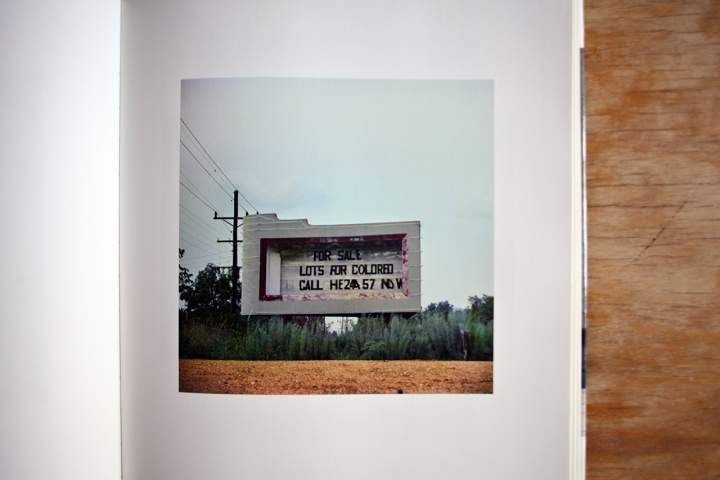 FOR SALE
LOTS FOR COLORED
CALL HE2 57 NOW